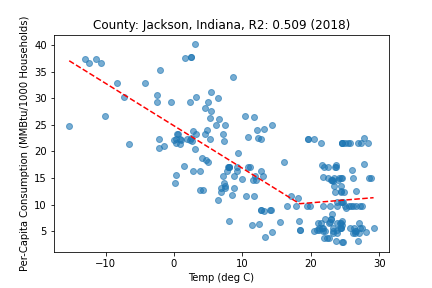 County: Jackson, Indiana, R2: 0.509 (2018)
Per-Capita Consumption (MMBtu/1000 Households)
40
35
30
25
20
15
10
5
−10 0 10 20 30
Temp (deg C)